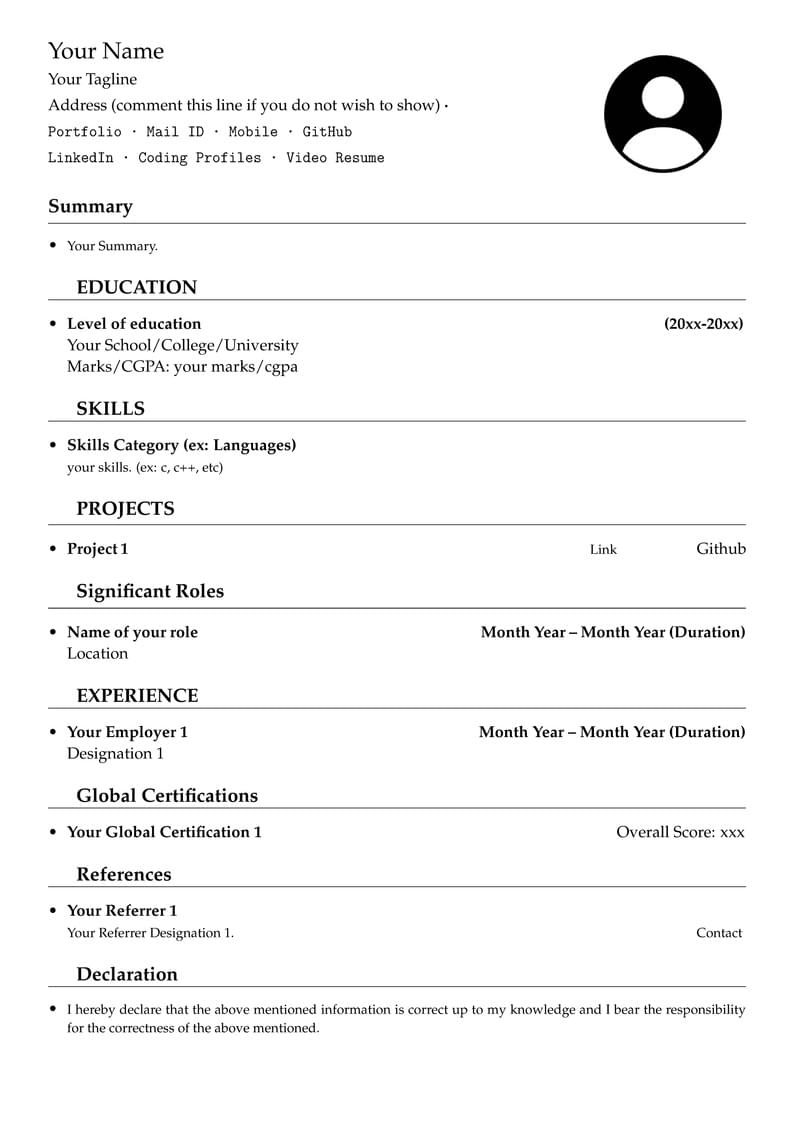 Your Name
Your Tagline
Address (comment this line if you do not wish to show) ·
Portfolio · Mail ID · Mobile · GitHub
LinkedIn · Coding Profiles · Video Resume
Summary
• Your Summary.
EDUCATION
• Level of education (20xx-20xx)
Your School/College/University
Marks/CGPA: your marks/cgpa
SKILLS
• Skills Category (ex: Languages)
your skills. (ex: c, c++, etc)
PROJECTS
• Project 1 Link Github
Significant Roles
• Name of your role Month Year – Month Year (Duration)
Location
EXPERIENCE
• Your Employer 1 Month Year – Month Year (Duration)
Designation 1
Global Certifications
• Your Global Certification 1 Overall Score: xxx
References
• Your Referrer 1
Your Referrer Designation 1. Contact
Declaration
• I hereby declare that the above mentioned information is correct up to my knowledge and I bear the responsibility
for the correctness of the above mentioned.